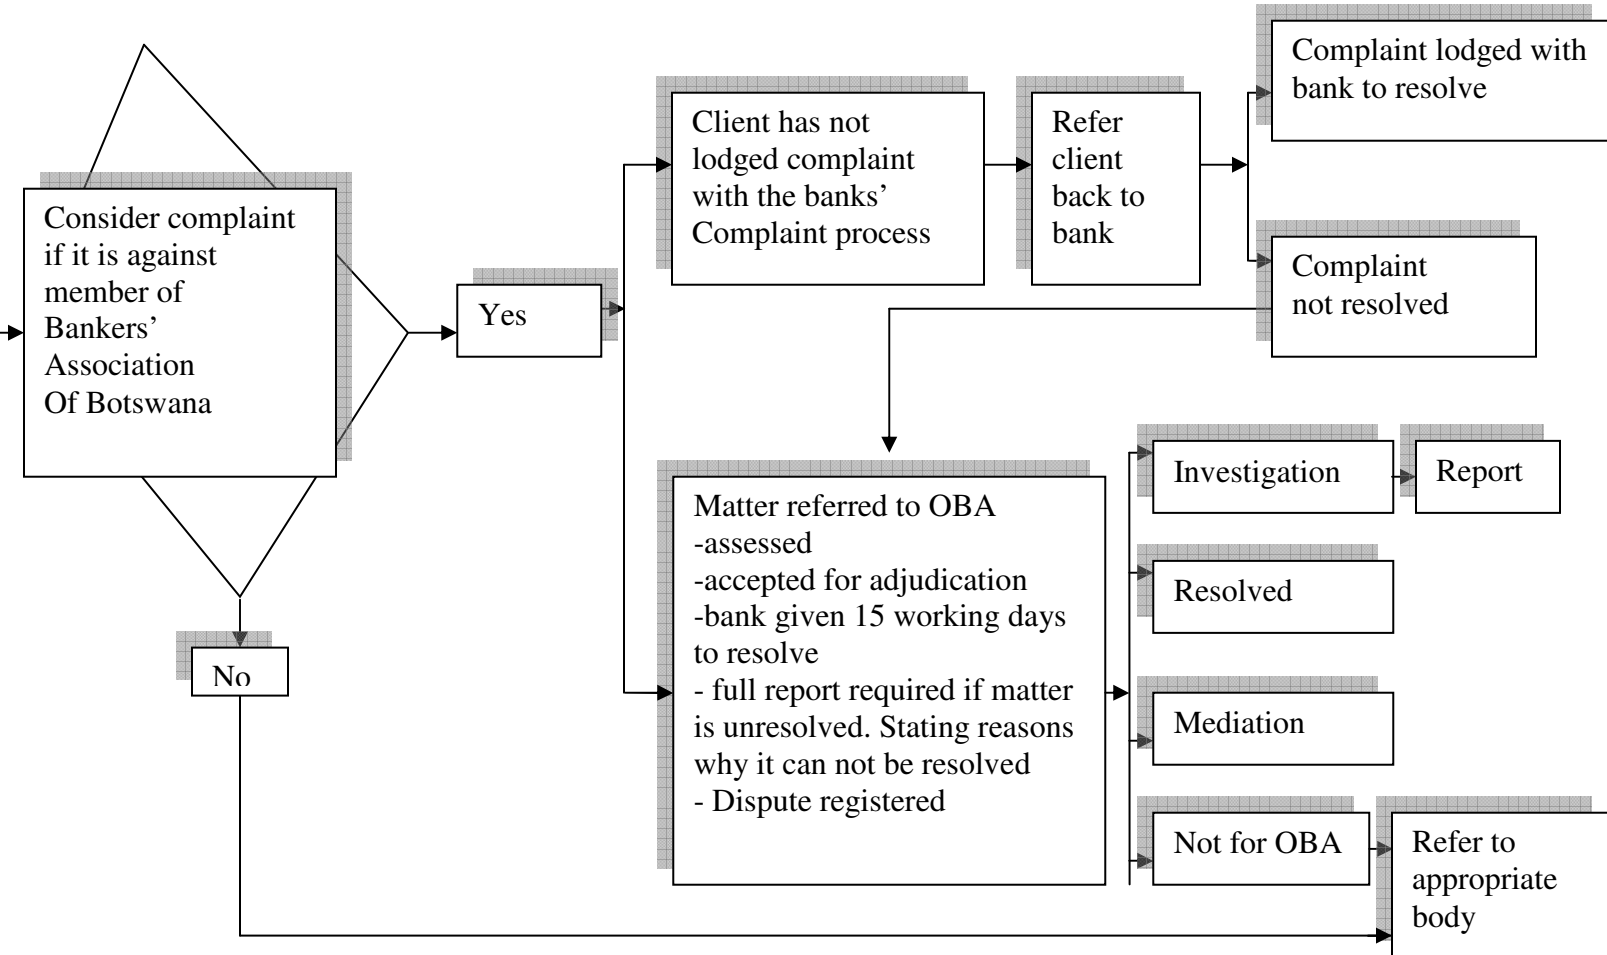 Consider complaint
if it is against
member of
Bankers’
Association
Of Botswana
Yes
No
Client has not
lodged complaint
with the banks’
Complaint process
Refer
client
back to
bank
Complaint lodged with
bank to resolve
Complaint
not resolved
Matter referred to OBA
-assessed
-accepted for adjudication
-bank given 15 working days
to resolve
- full report required if matter
is unresolved. Stating reasons
why it can not be resolved
- Dispute registered
Investigation
Report
Resolved
Mediation
Not for OBA
Refer to
appropriate
body